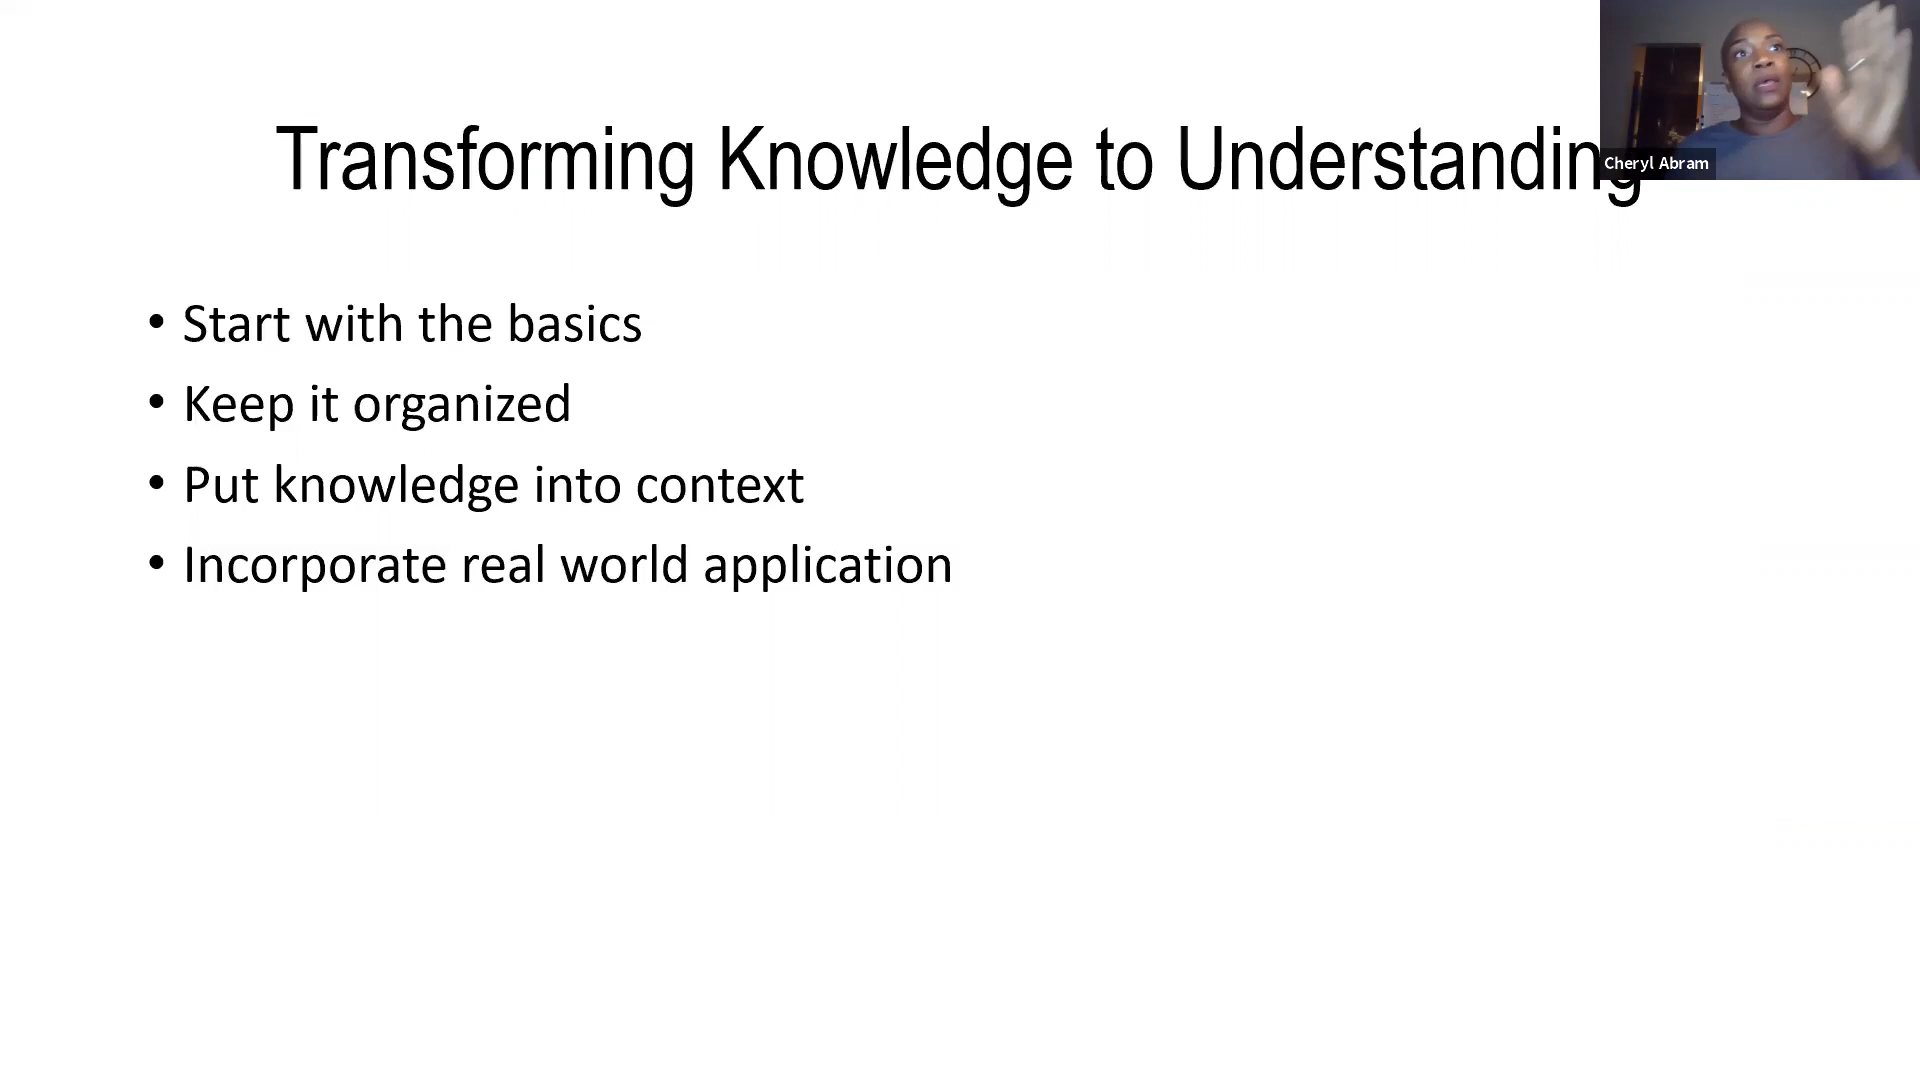 Transforming Knowledge to Understanding
Cheryl Abram
• Start with the basics
• Keep it organized
• Put knowledge into context
• Incorporate real world application